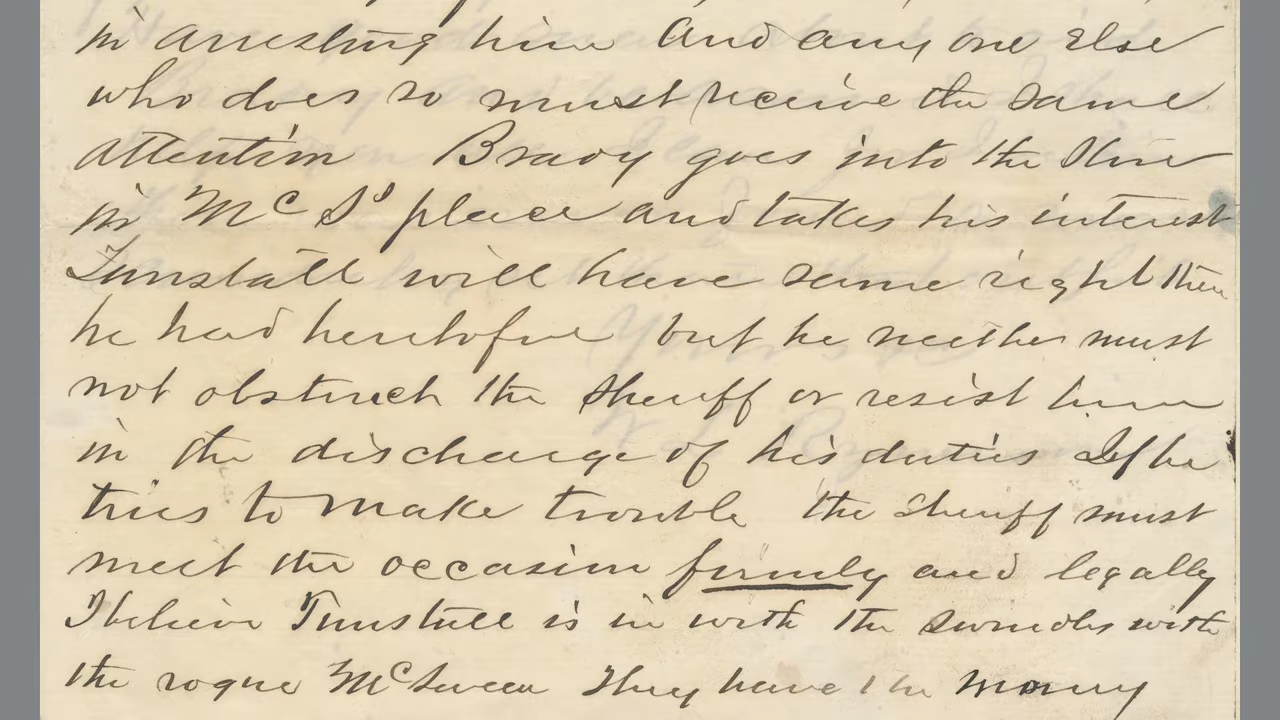 in arresting him and any one else
who does so must receive the same
attention Brady goes into the Store
in McSs place and takes his interest
Tunstall will have same right then
he had heretofore but he neither must
not obstruct the Sheriff or resist him
in the discharge of his duties If he
tries to make trouble the Sheriff must
meet the occasion firmly and legally
I believe Tunstall is in with the swindles with
the rogue McSween They have the money